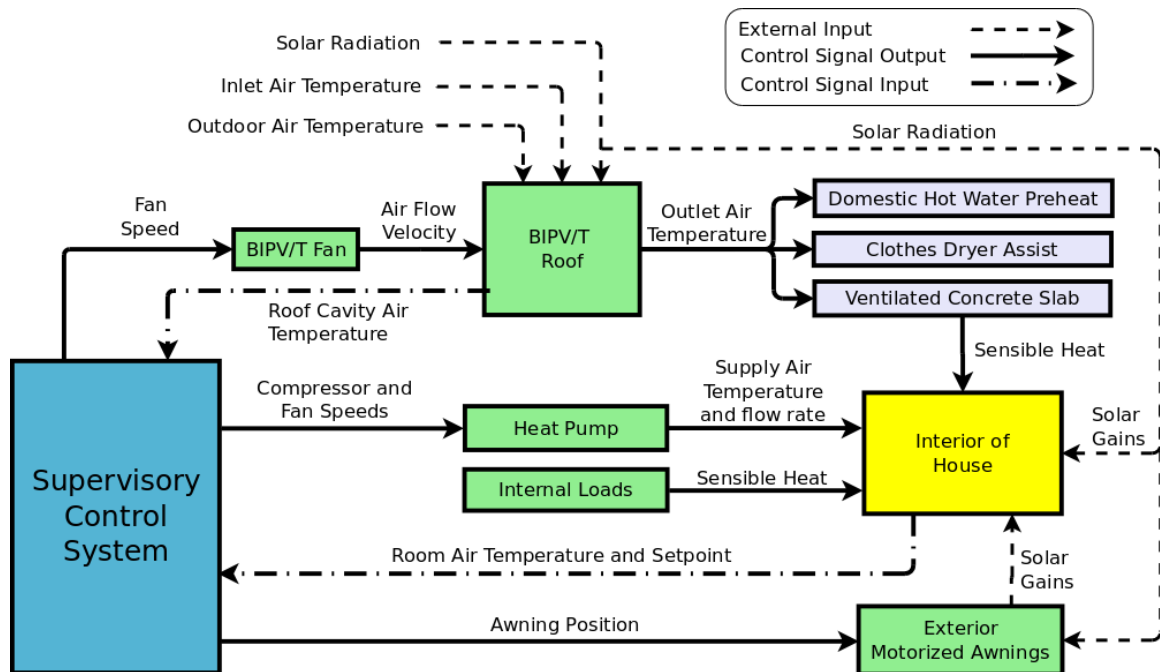 Solar Radiation
Inlet Air Temperature
Outdoor Air Temperature
External Input
Control Signal Output
Control Signal Input
Solar Radiation
Fan
Speed
BIPV/T Fan
Air Flow
Velocity
BIPV/T
Roof
Outlet Air
Temperature
Domestic Hot Water Preheat
Clothes Dryer Assist
Ventilated Concrete Slab
Roof Cavity Air
Temperature
Sensible Heat
Supervisory
Control
System
Compressor and
Fan Speeds
Heat Pump
Supply Air
Temperature
and flow rate
Internal Loads
Sensible Heat
Interior of
House
Solar
Gains
Room Air Temperature and Setpoint
Solar
Gains
Awning Position
Exterior
Motorized Awnings